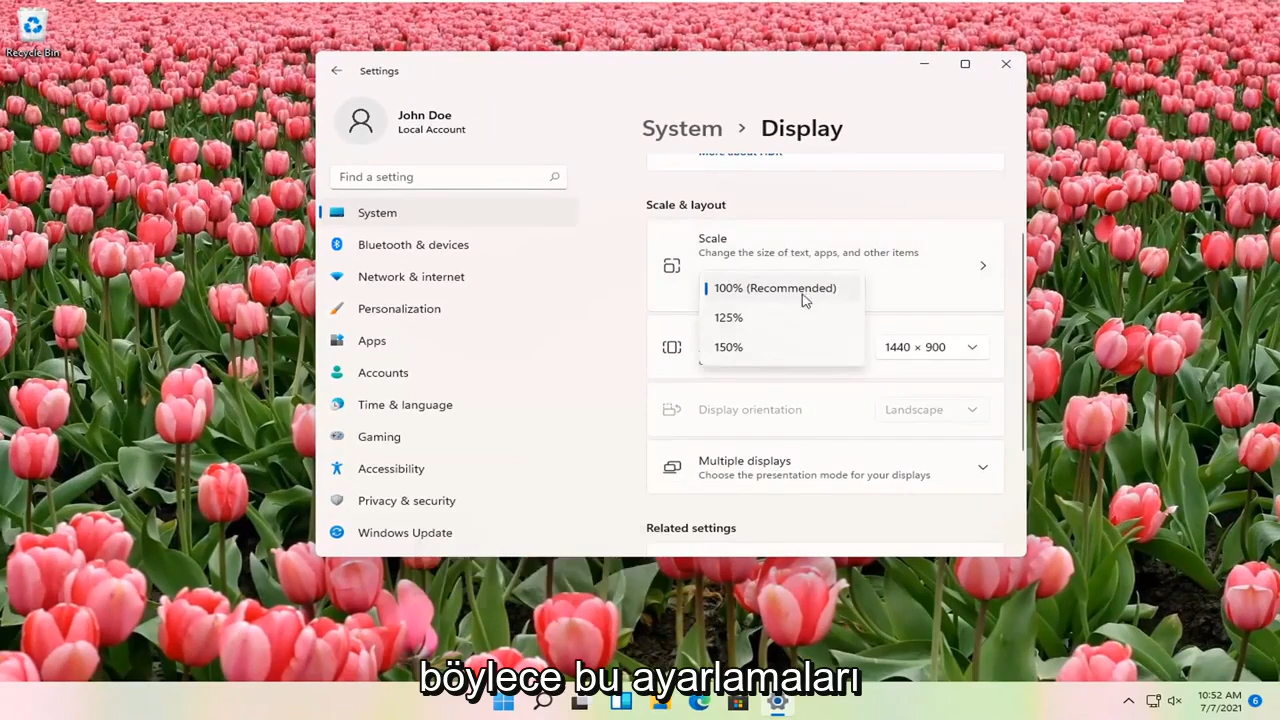 Recycle Bin
Settings
John Doe
Local Account
Find a setting
System
Bluetooth & devices
Network & internet
Personalization
Apps
Accounts
Time & language
Gaming
Accessibility
Privacy & security
Windows Update
System > Display
More about HDR
Scale & layout
Scale
Change the size of text, apps, and other items
100% (Recommended)
125%
150%
1440 × 900
Display orientation
Landscape
Multiple displays
Choose the presentation mode for your displays
Related settings
böylece bu ayarlamaları
10:52 AM
7/7/2021
6